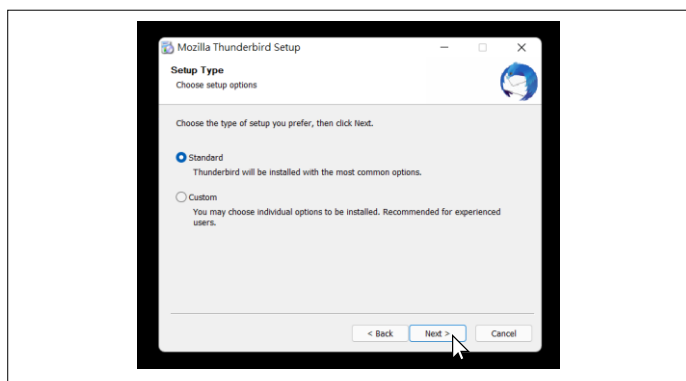 Mozilla Thunderbird Setup
Setup Type
Choose setup options
Choose the type of setup you prefer, then click Next.
Standard
Thunderbird will be installed with the most common options.
Custom
You may choose individual options to be installed. Recommended for experienced
users.
< Back Next > Cancel